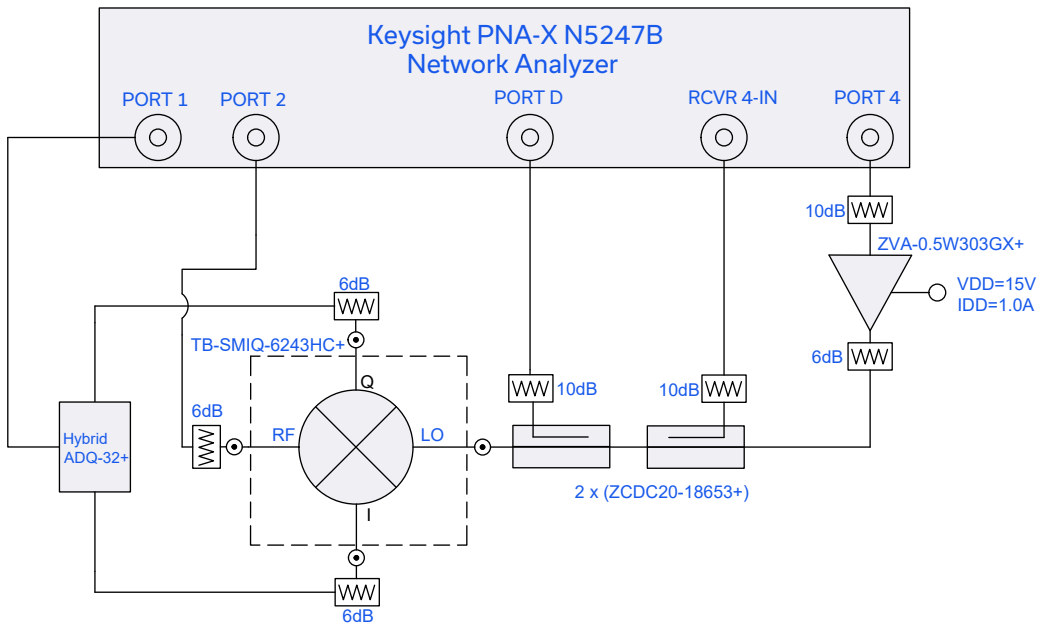 Keysight PNA-X N5247B
Network Analyzer
PORT 1
PORT 2
PORT D
RCVR 4-IN
PORT 4
10dB
ZVA-0.5W303GX+
VDD=15V
IDD=1.0A
6dB
6dB
TB-SMIQ-6243HC+
Q
10dB
10dB
6dB
RF
LO
Hybrid
ADQ-32+
2 x (ZCDC20-18653+)
I
6dB